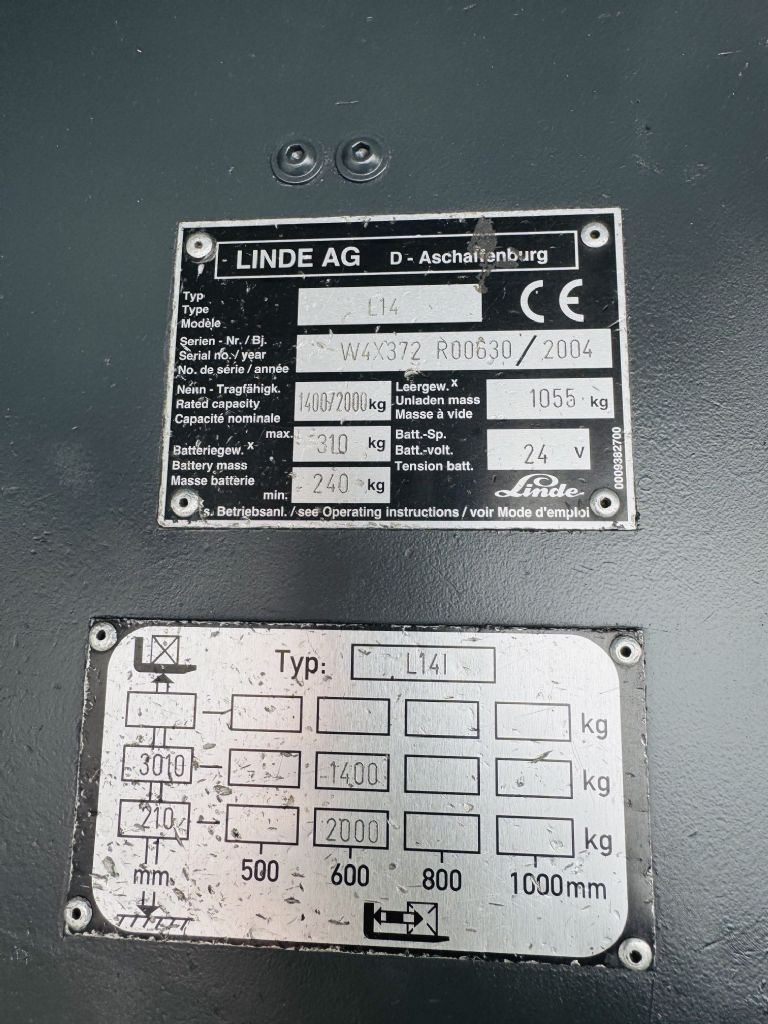 LINDE AG D - Aschaffenburg
Typ
Type
Modèle
L14
CE
Serien - Nr. / Bj.
Serial no. / year
No. de série / année
W4X372 R00630 / 2004
Nenn - Tragfähigk.
Rated capacity
Capacité nominale
1400/2000 kg
Leergew. x
Unladen mass
Masse à vide
1055 kg
Batteriegew. x
Battery mass
Masse batterie
max. 310 kg
min. 240 kg
Batt.-Sp.
Batt.-volt.
Tension batt.
24 V
Linde
0009382700
s. Betriebsanl. / see Operating instructions / voir Mode d'emploi
Typ: L14I
kg
3010 1400 kg
210 2000 kg
mm 500 600 800 1000 mm